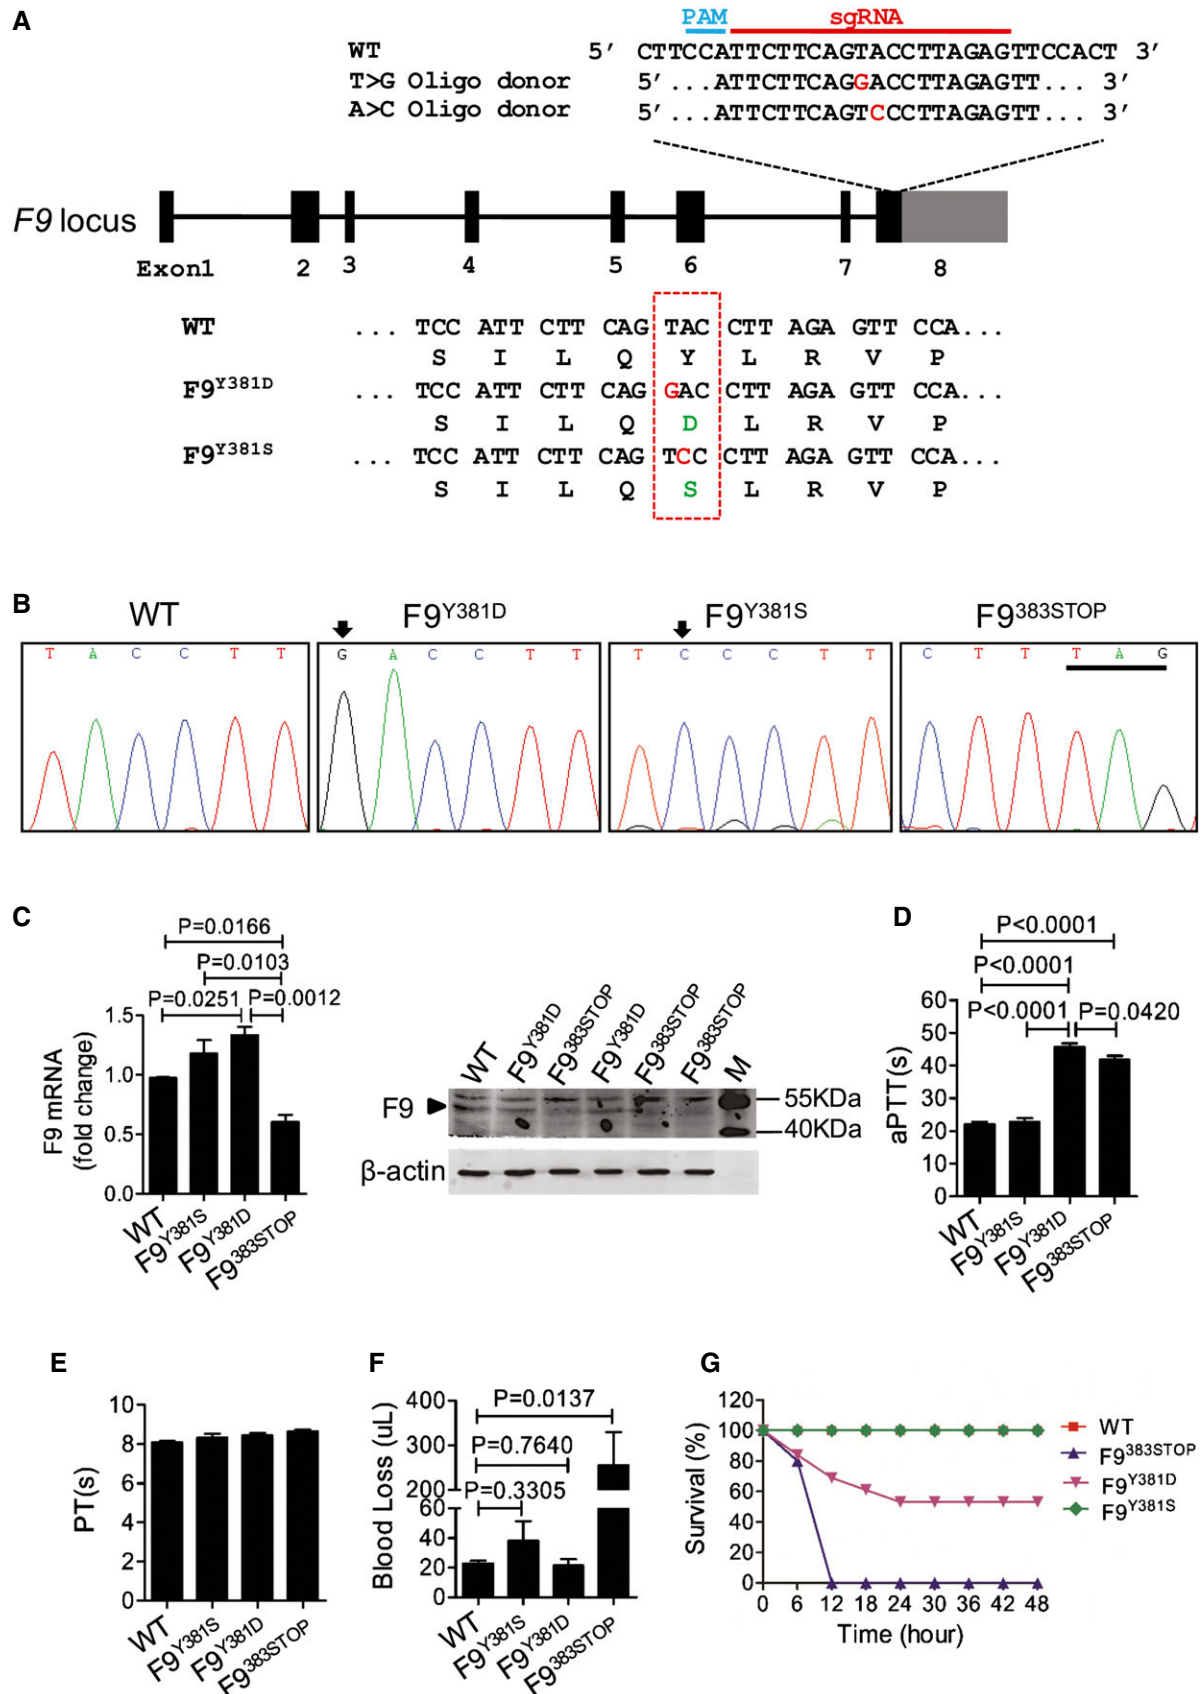 A
PAM sgRNA
WT 5′ CTTCCATTCTTCAGTACCTTAGAGTTCCACT 3′
T>G Oligo donor 5′ ...ATTCTTCAGGACCTTAGAGTT... 3′
A>C Oligo donor 5′ ...ATTCTTCAGTCCCTTAGAGTT... 3′
F9 locus
Exon1 2 3 4 5 6 7 8
WT ... TCC ATT CTT CAG TAC CTT AGA GTT CCA...
S I L Q Y L R V P
F9Y381D ... TCC ATT CTT CAG GAC CTT AGA GTT CCA...
S I L Q D L R V P
F9Y381S ... TCC ATT CTT CAG TCC CTT AGA GTT CCA...
S I L Q S L R V P
B
WT F9Y381D F9Y381S F9383STOP
T A C C T T G A C C T T T C C C T T C T T T A G
C
P=0.0166
P=0.0103
P=0.0251 P=0.0012
1.5
1.0
0.5
0.0
F9 mRNA
(fold change)
WT F9Y381S F9Y381D F9383STOP
WT F9Y381D F9383STOP F9Y381D F9383STOP F9383STOP M
F9
55KDa
40KDa
β-actin
D
P<0.0001
P<0.0001
P<0.0001 P=0.0420
60
50
40
30
20
10
0
aPTT(s)
WT F9Y381S F9Y381D F9383STOP
E
10
8
6
4
2
0
PT(s)
WT F9Y381S F9Y381D F9383STOP
F
P=0.0137
P=0.7640
P=0.3305
400
300
200
60
40
20
0
Blood Loss (uL)
WT F9Y381S F9Y381D F9383STOP
G
120
100
80
60
40
20
0
Survival (%)
0 6 12 18 24 30 36 42 48
Time (hour)
WT
F9383STOP
F9Y381D
F9Y381S